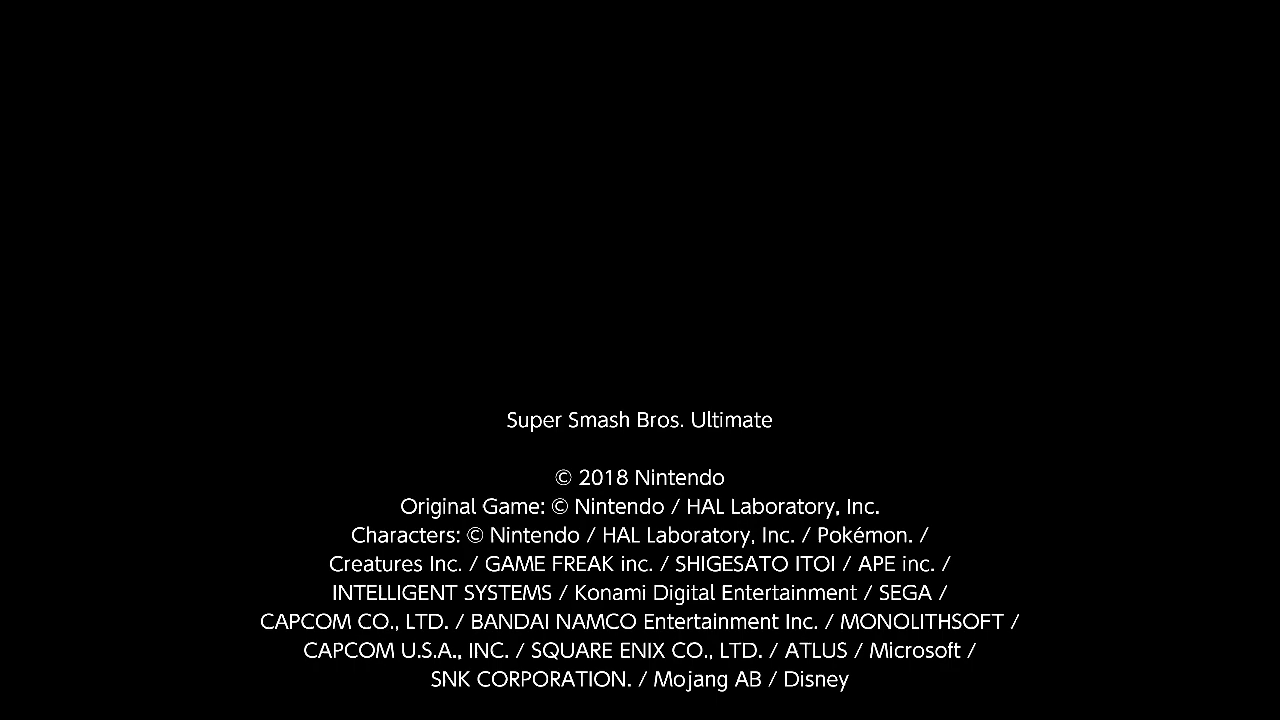 Super Smash Bros. Ultimate
© 2018 Nintendo
Original Game: © Nintendo / HAL Laboratory, Inc.
Characters: © Nintendo / HAL Laboratory, Inc. / Pokémon. /
Creatures Inc. / GAME FREAK inc. / SHIGESATO ITOI / APE inc. /
INTELLIGENT SYSTEMS / Konami Digital Entertainment / SEGA /
CAPCOM CO., LTD. / BANDAI NAMCO Entertainment Inc. / MONOLITHSOFT /
CAPCOM U.S.A., INC. / SQUARE ENIX CO., LTD. / ATLUS / Microsoft /
SNK CORPORATION. / Mojang AB / Disney